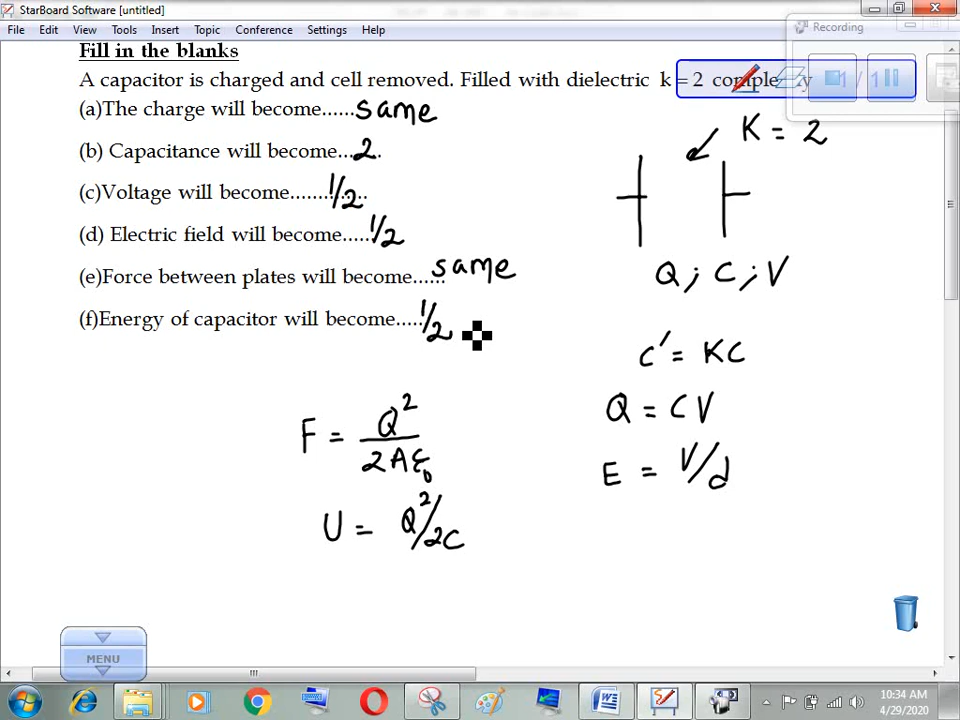 StarBoard Software [untitled]
File Edit View Tools Insert Topic Conference Settings Help
Recording
1 / 1
Fill in the blanks
A capacitor is charged and cell removed. Filled with dielectric k = 2 comple y
(a)The charge will become......same
(b) Capacitance will become...2.
(c)Voltage will become..........1/2
(d) Electric field will become.....1/2
(e)Force between plates will become......same
(f)Energy of capacitor will become.....1/2
K = 2
Q ; C ; V
C' = KC
Q = CV
E = V/d
F = Q²/2Aε₀
U = Q²/2C
MENU
10:34 AM
4/29/2020